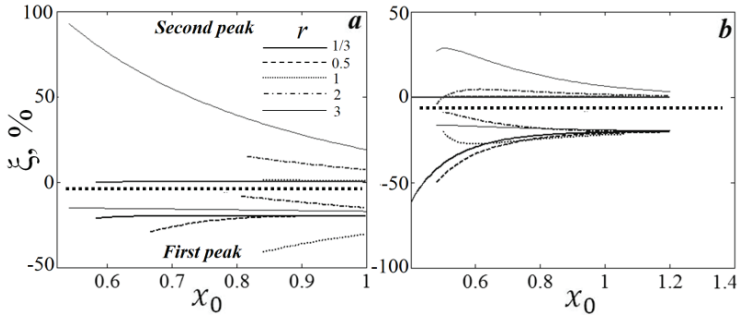 100
50
0
-50
ξ, %
Second peak
a
r
1/3
0.5
1
2
3
First peak
0.6 0.7 0.8 0.9 1
x₀
50
0
-50
-100
b
0.6 0.8 1 1.2 1.4
x₀